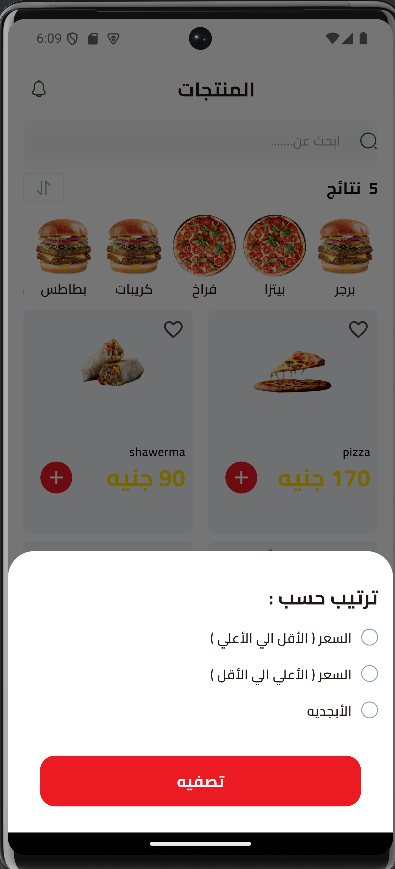 6:09
المنتجات
ابحث عن.......
5 نتائج
برجر
بيتزا
فراخ
كريبات
بطاطس
pizza
170 جنيه
shawerma
90 جنيه
ترتيب حسب :
السعر ( الأقل الي الأعلي )
السعر ( الأعلي الي الأقل )
الأبجديه
تصفيه